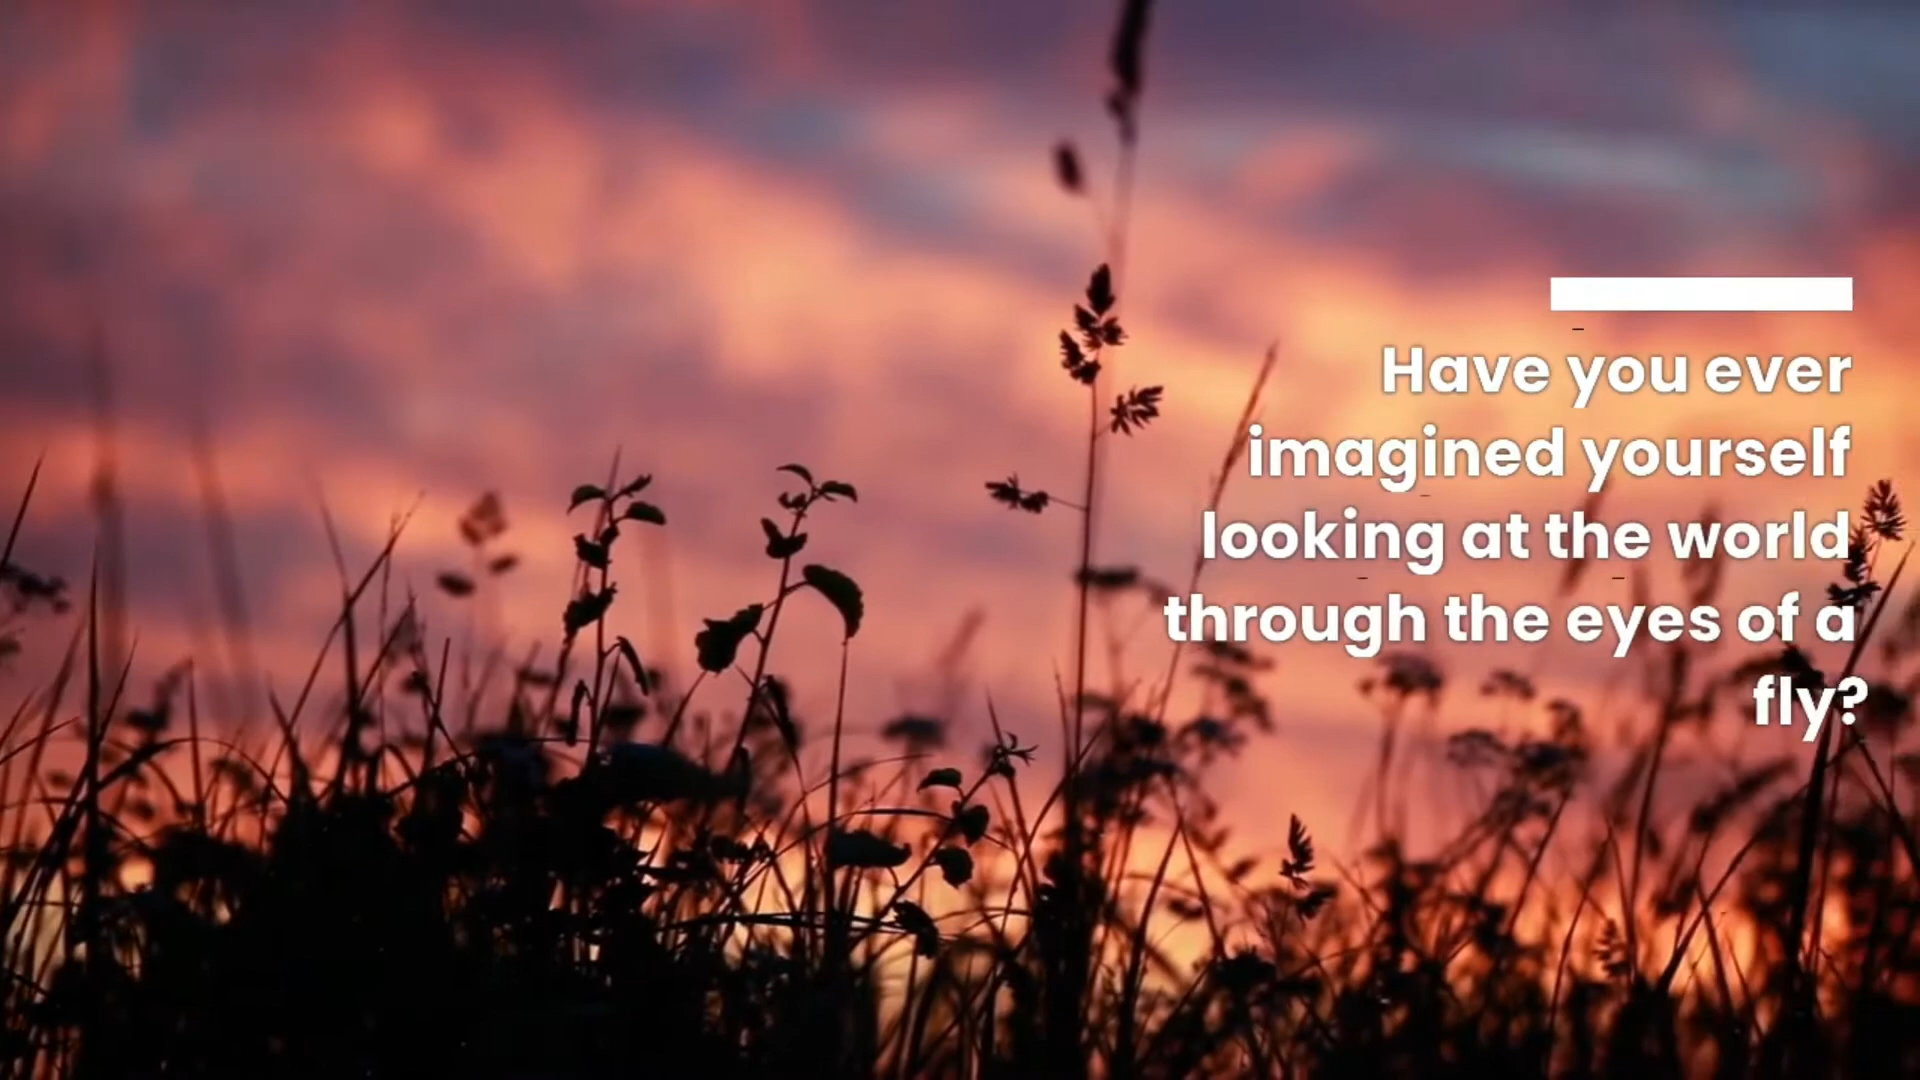 Have you ever
imagined yourself
looking at the world
through the eyes of a
fly?